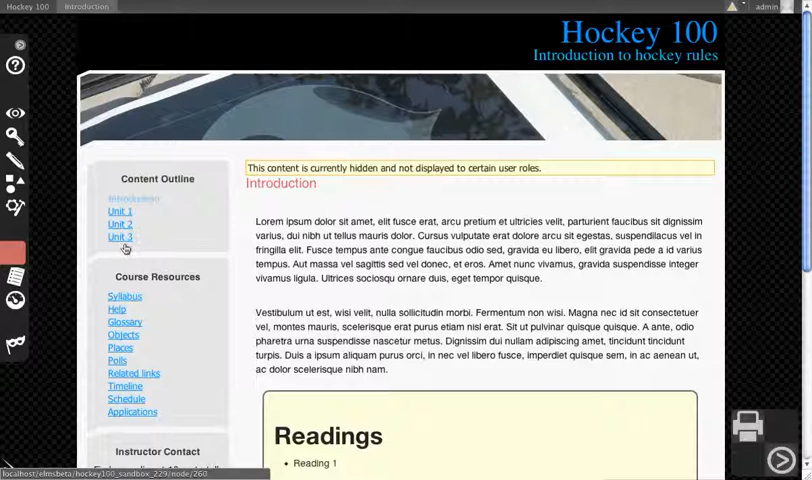 Hockey 100
Introduction
admin
Hockey 100
Introduction to hockey rules
Content Outline
Introduction
Unit 1
Unit 2
Unit 3
Course Resources
Syllabus
Help
Glossary
Objects
Places
Polls
Related links
Timeline
Schedule
Applications
Instructor Contact
This content is currently hidden and not displayed to certain user roles.
Introduction
Lorem ipsum dolor sit amet, elit fusce erat, arcu pretium et ultricies velit, parturient faucibus sit dignissim
varius, dui nibh ut tellus mauris dolor. Cursus vulputate erat dolore arcu sit egestas, suscipit wisi nonummy in
fringilla elit. Fusce tempus ante congue faucibus sed, gravida eu libero, elit gravida pede a id varius
tempus. Aut massa vel sagittis sed dictumst, et eros. Amet nunc vivamus, gravida suspendisse integer
vivamus ligula. Ultrices sociosqu ornare duis, eget tempor quisque.
Vestibulum ut est, wisi velit, nulla sollicitudin morbi. Fermentum non wisi. Magna nec id sit consectetuer
vel, montes mauris, scelerisque erat purus etiam nisl erat. Sit ut pulvinar quisque quisque. A ante, odio
pharetra urna suspendisse nascetur metus. Dignissim dui nullam adipiscing amet, tincidunt tincidunt
turpis. Duis a ipsum aliquam purus orci, in nec vel libero fusce, imperdiet quisque sem, in ac aenean ut,
ac dolor scelerisque nibh nam.
Readings
Reading 1
localhost/elmsbeta/hockey100_sandbox_229/node/260